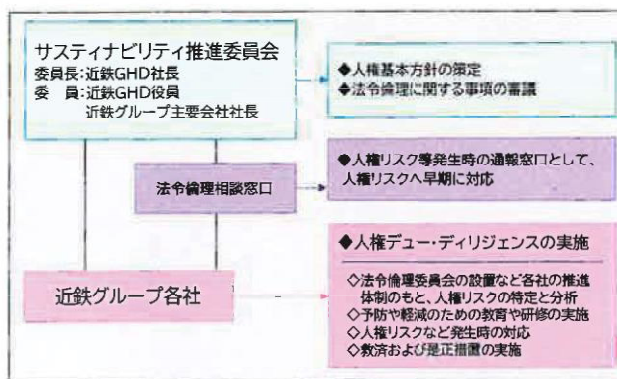 サスティナビリティ推進委員会
委員長:近鉄GHD社長
委　員:近鉄GHD役員
近鉄グループ主要会社社長
◆人権基本方針の策定
◆法令倫理に関する事項の審議
法令倫理相談窓口
◆人権リスク等発生時の通報窓口として、
人権リスクへ早期に対応
近鉄グループ各社
◆人権デュー・ディリジェンスの実施
◇法令倫理委員会の設置など各社の推進
体制のもと、人権リスクの特定と分析
◇予防や軽減のための教育や研修の実施
◇人権リスクなど発生時の対応
◇救済および是正措置の実施